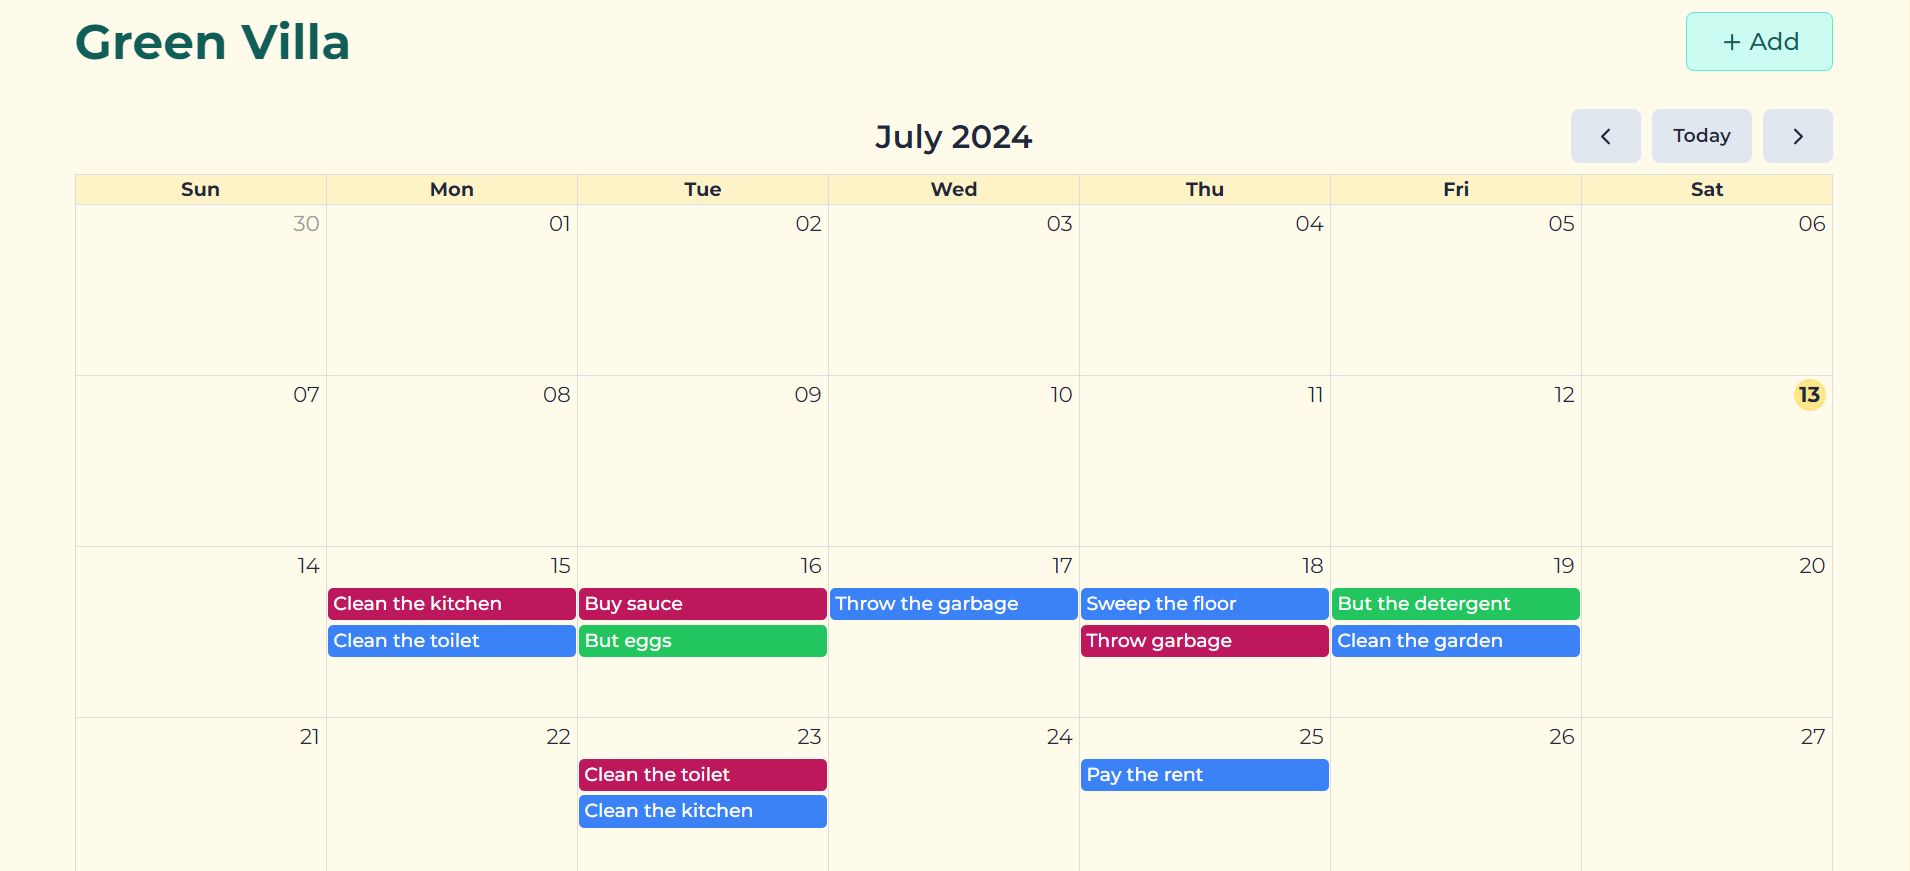 Green Villa
+ Add
July 2024
Today
Sun Mon Tue Wed Thu Fri Sat
30 01 02 03 04 05 06
07 08 09 10 11 12 13
14 15 16 17 18 19 20
Clean the kitchen Buy sauce Throw the garbage Sweep the floor But the detergent
Clean the toilet But eggs Throw garbage Clean the garden
21 22 23 24 25 26 27
Clean the toilet Pay the rent
Clean the kitchen